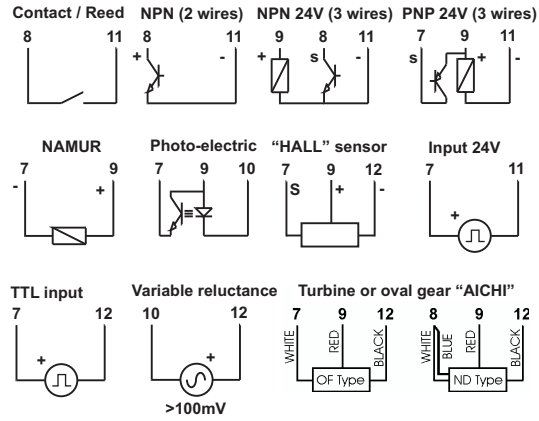 Contact / Reed
8 11
NPN (2 wires)
8 11
+ -
NPN 24V (3 wires)
9 8 11
+ s -
PNP 24V (3 wires)
7 9 11
s + -
NAMUR
7 9
- +
Photo-electric
7 9 10
“HALL” sensor
7 9 12
S + -
Input 24V
7 11
+
TTL input
7 12
+
Variable reluctance
10 12
+
>100mV
Turbine or oval gear “AICHI”
7 9 12
WHITE RED BLACK
OF Type
8 9 12
WHITE BLUE RED BLACK
ND Type